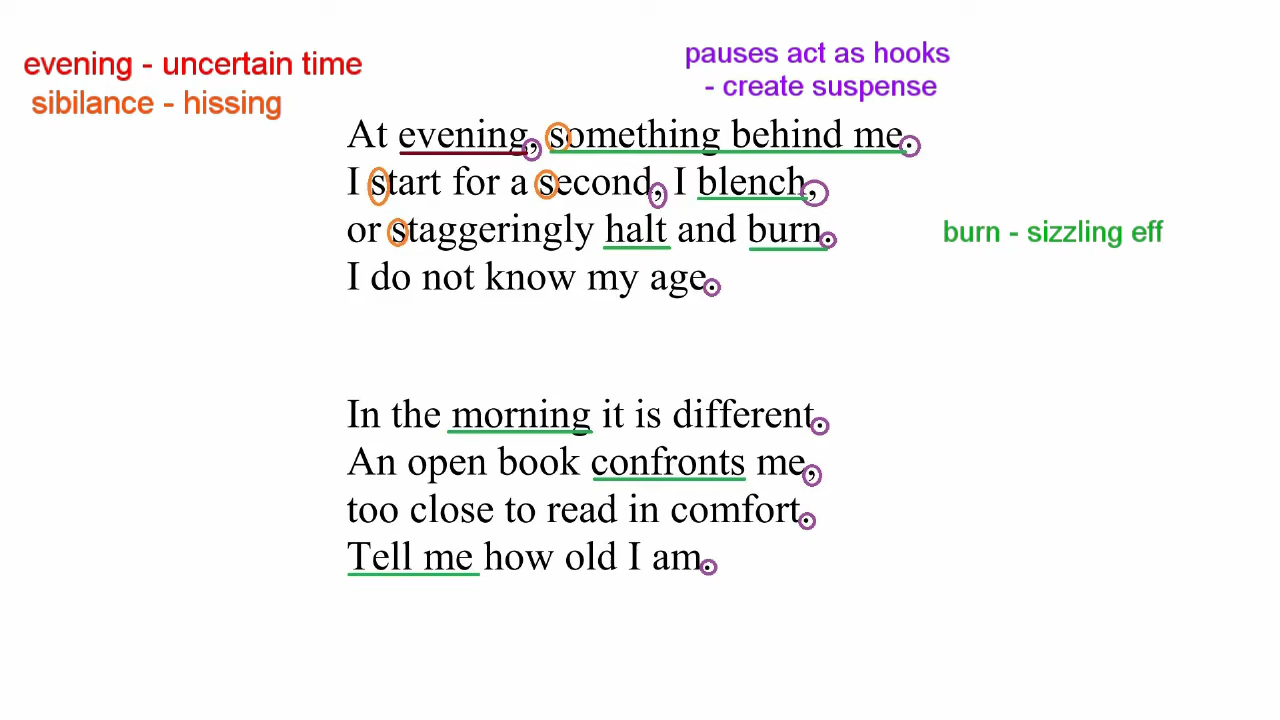 evening - uncertain time
sibilance - hissing
pauses act as hooks
- create suspense
At evening, something behind me.
I start for a second, I blench,
or staggeringly halt and burn.
I do not know my age.
burn - sizzling eff
In the morning it is different.
An open book confronts me,
too close to read in comfort.
Tell me how old I am.